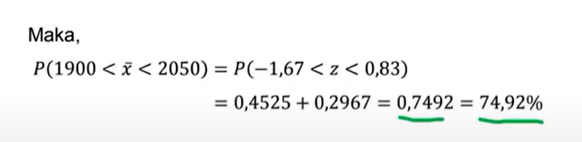 Maka,
P(1900 < x̄ < 2050) = P(−1,67 < z < 0,83)
= 0,4525 + 0,2967 = 0,7492 = 74,92%